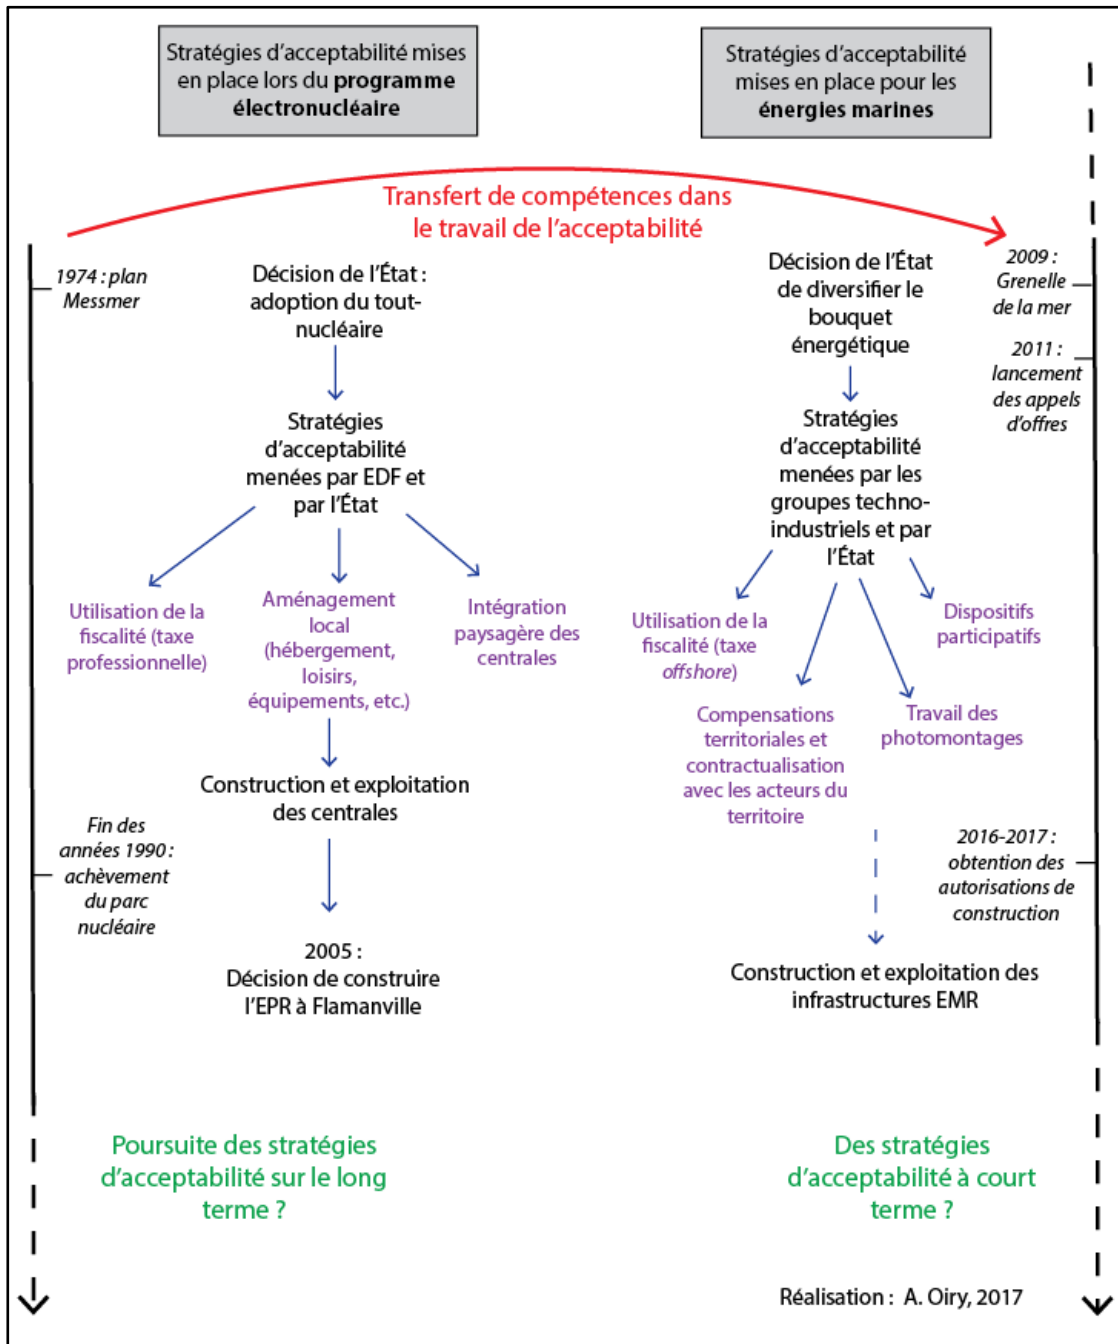 Stratégies d'acceptabilité mises
en place lors du programme
électronucléaire
Stratégies d'acceptabilité
mises en place pour les
énergies marines
Transfert de compétences dans
le travail de l'acceptabilité
1974 : plan
Messmer
Décision de l'État :
adoption du tout-
nucléaire
Stratégies
d'acceptabilité
menées par EDF et
par l'État
Utilisation de la
fiscalité (taxe
professionnelle)
Aménagement
local
(hébergement,
loisirs,
équipements, etc.)
Intégration
paysagère des
centrales
Construction et exploitation
des centrales
Fin des
années 1990 :
achèvement
du parc
nucléaire
2005 :
Décision de construire
l'EPR à Flamanville
Poursuite des stratégies
d'acceptabilité sur le long
terme ?
Décision de l'État
de diversifier le
bouquet
énergétique
2009 :
Grenelle
de la mer
2011 :
lancement
des appels
d'offres
Stratégies
d'acceptabilité
menées par les
groupes techno-
industriels et par
l'État
Utilisation de la
fiscalité (taxe
offshore)
Dispositifs
participatifs
Compensations
territoriales et
contractualisation
avec les acteurs du
territoire
Travail des
photomontages
2016-2017 :
obtention des
autorisations de
construction
Construction et exploitation des
infrastructures EMR
Des stratégies
d'acceptabilité à court
terme ?
Réalisation : A. Oiry, 2017